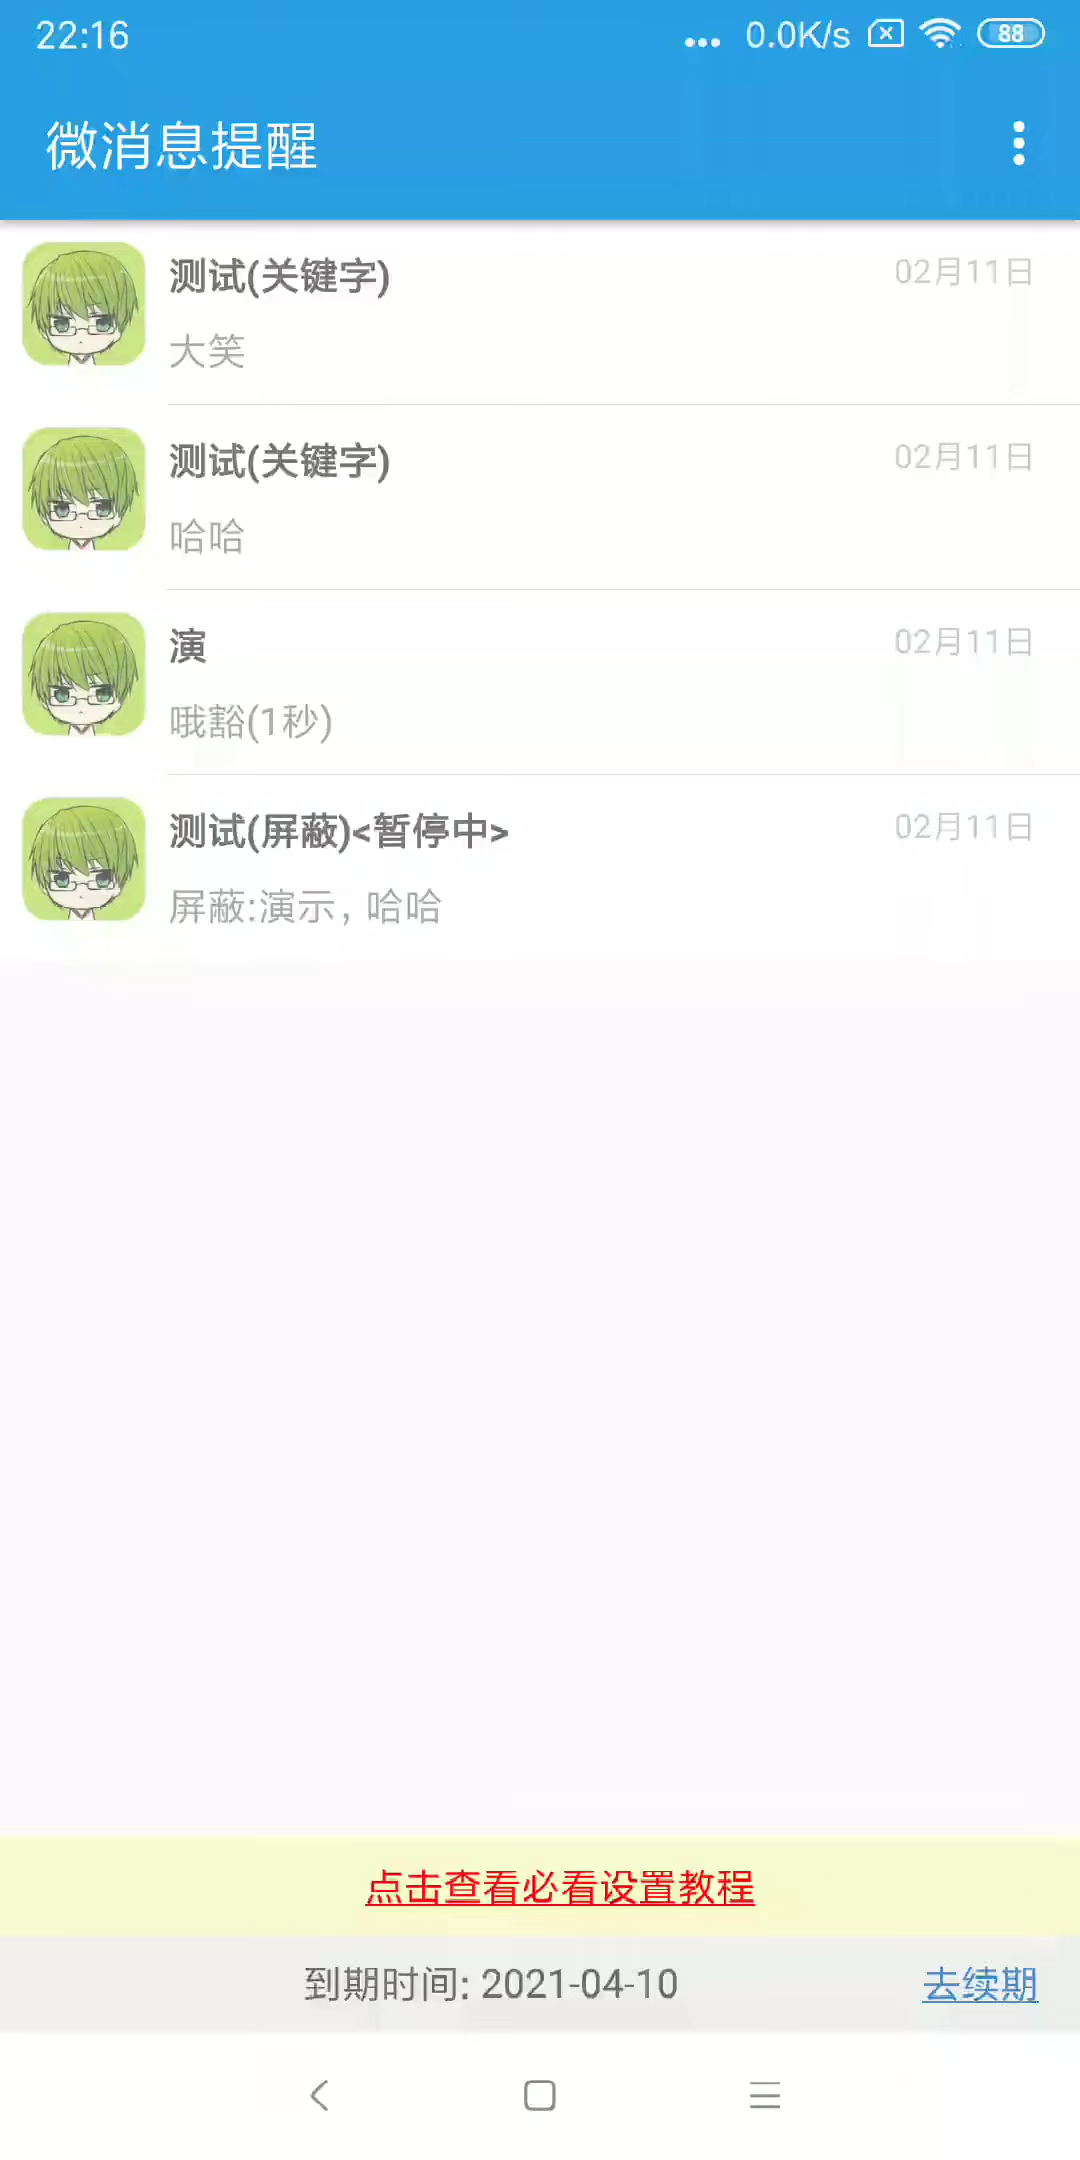 22:16 ... 0.0K/s 88
微消息提醒
测试(关键字) 02月11日
大笑
测试(关键字) 02月11日
哈哈
演 02月11日
哦豁(1秒)
测试(屏蔽)<暂停中> 02月11日
屏蔽:演示，哈哈
点击查看必看设置教程
到期时间: 2021-04-10 去续期